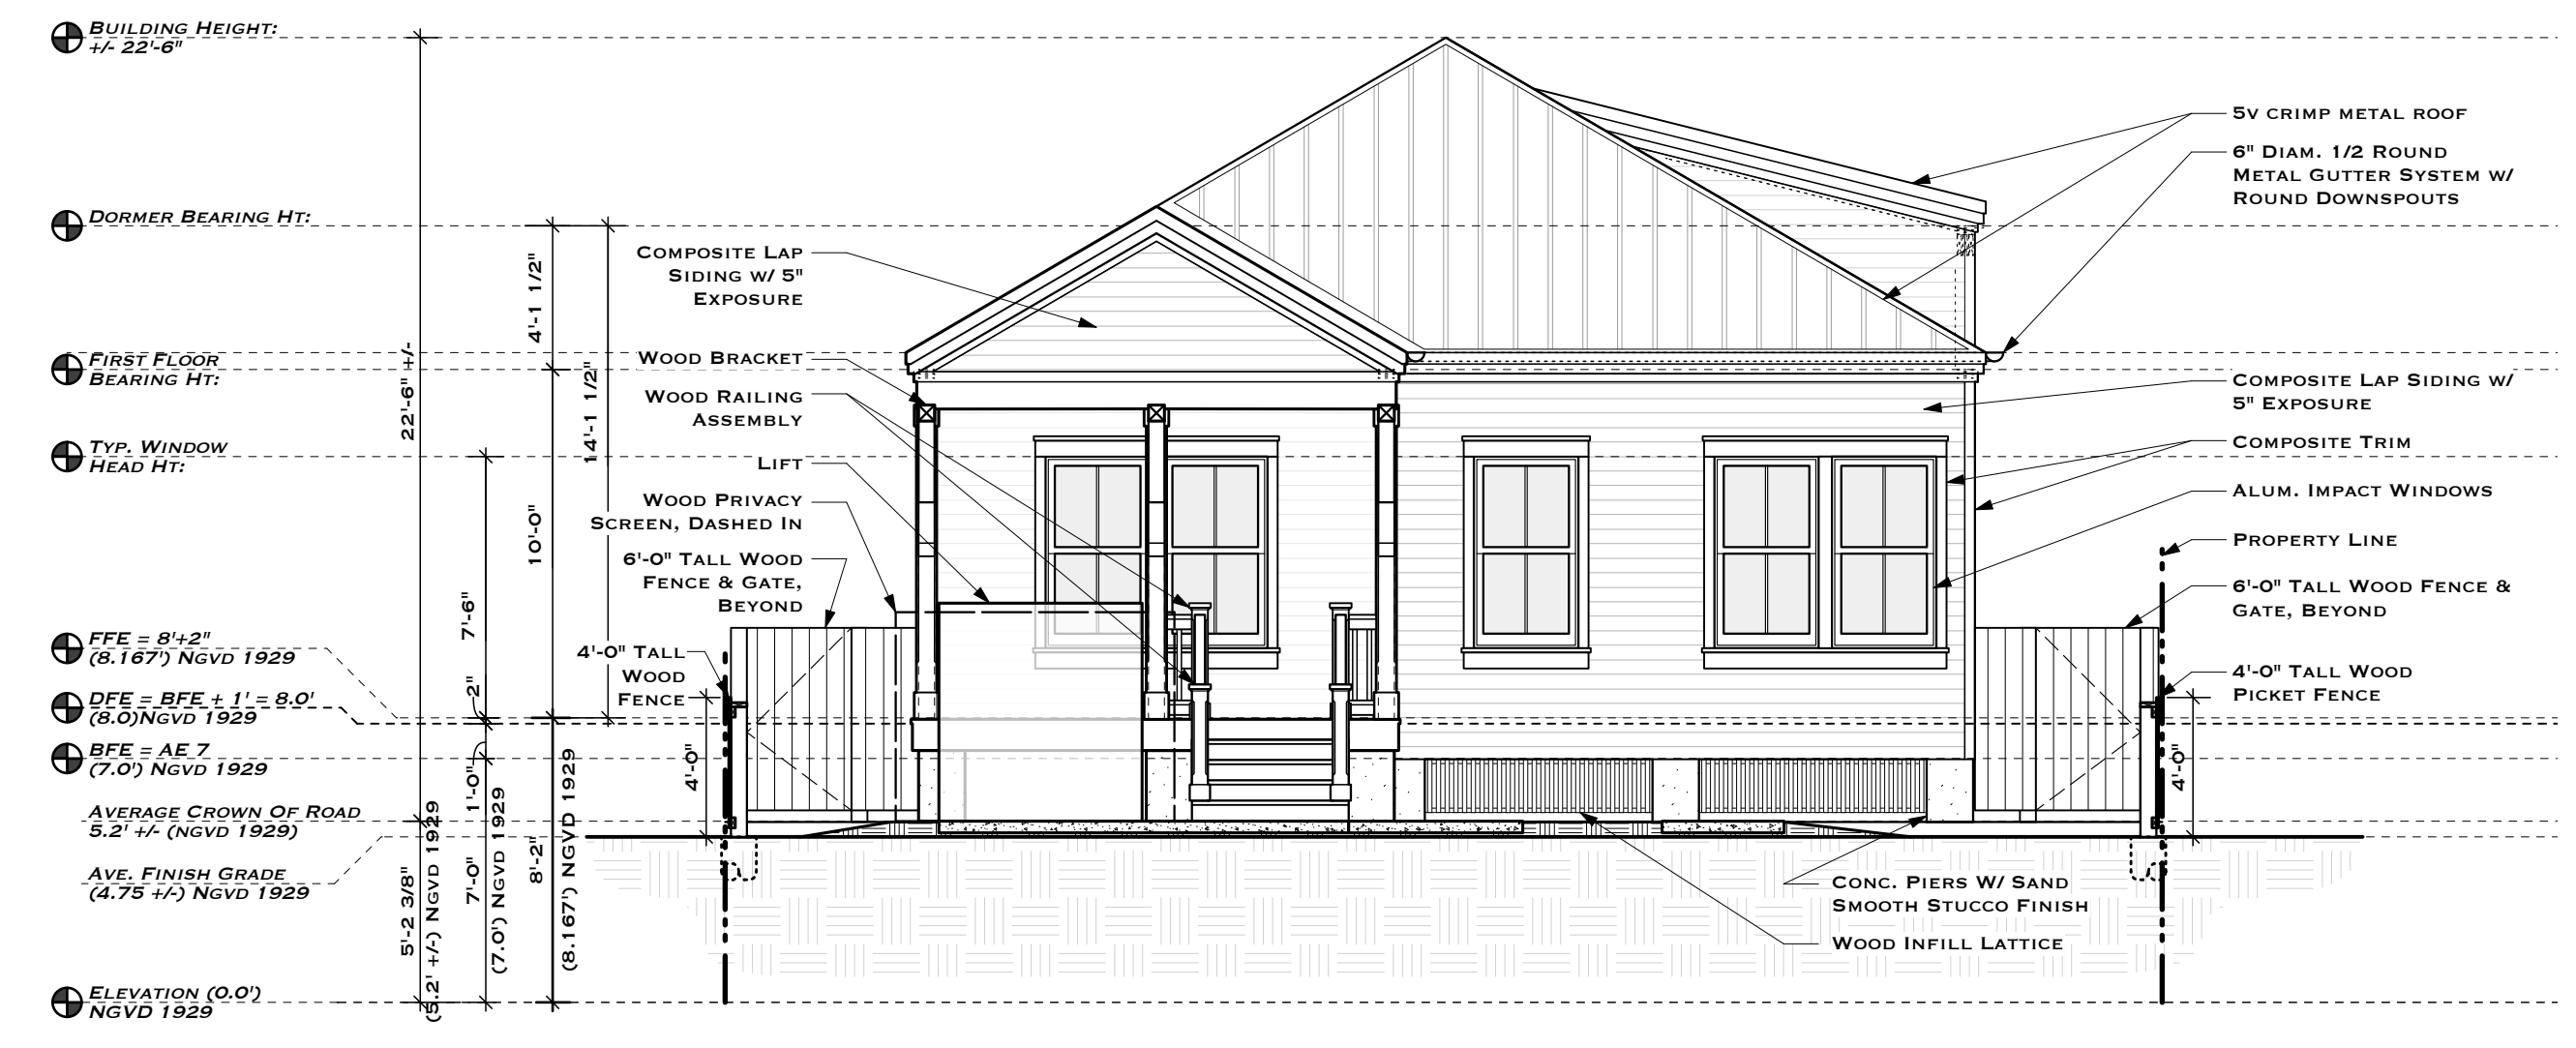 Building Height:
+/- 22'-6"
Dormer Bearing Ht:
First Floor
Bearing Ht:
Typ. Window
Head Ht:
FFE = 8'+2"
(8.167') Ngvd 1929
DFE = BFE + 1' = 8.0'
(8.0)Ngvd 1929
BFE = AE 7
(7.0') Ngvd 1929
Average Crown Of Road
5.2' +/- (Ngvd 1929)
Ave. Finish Grade
(4.75 +/-) Ngvd 1929
Elevation (0.0')
NGVD 1929
22'-6" +/-
5'-2 3/8"
(5.2' +/-) Ngvd 1929
7'-6"
2"
1'-0"
7'-0"
(7.0') Ngvd 1929
4'-1 1/2"
10'-0"
8'-2"
(8.167') NGVD 1929
14'-1 1/2"
Composite Lap
Siding w/ 5"
Exposure
Wood Bracket
Wood Railing
Assembly
Lift
Wood Privacy
Screen, Dashed In
6'-0" Tall Wood
Fence & Gate,
Beyond
4'-0" Tall
Wood
Fence
4'-0"
5v crimp metal roof
6" Diam. 1/2 Round
Metal Gutter System w/
Round Downspouts
Composite Lap Siding w/
5" Exposure
Composite Trim
Alum. Impact Windows
Property Line
6'-0" Tall Wood Fence &
Gate, Beyond
4'-0" Tall Wood
Picket Fence
4'-0"
Conc. Piers W/ Sand
Smooth Stucco Finish
Wood Infill Lattice